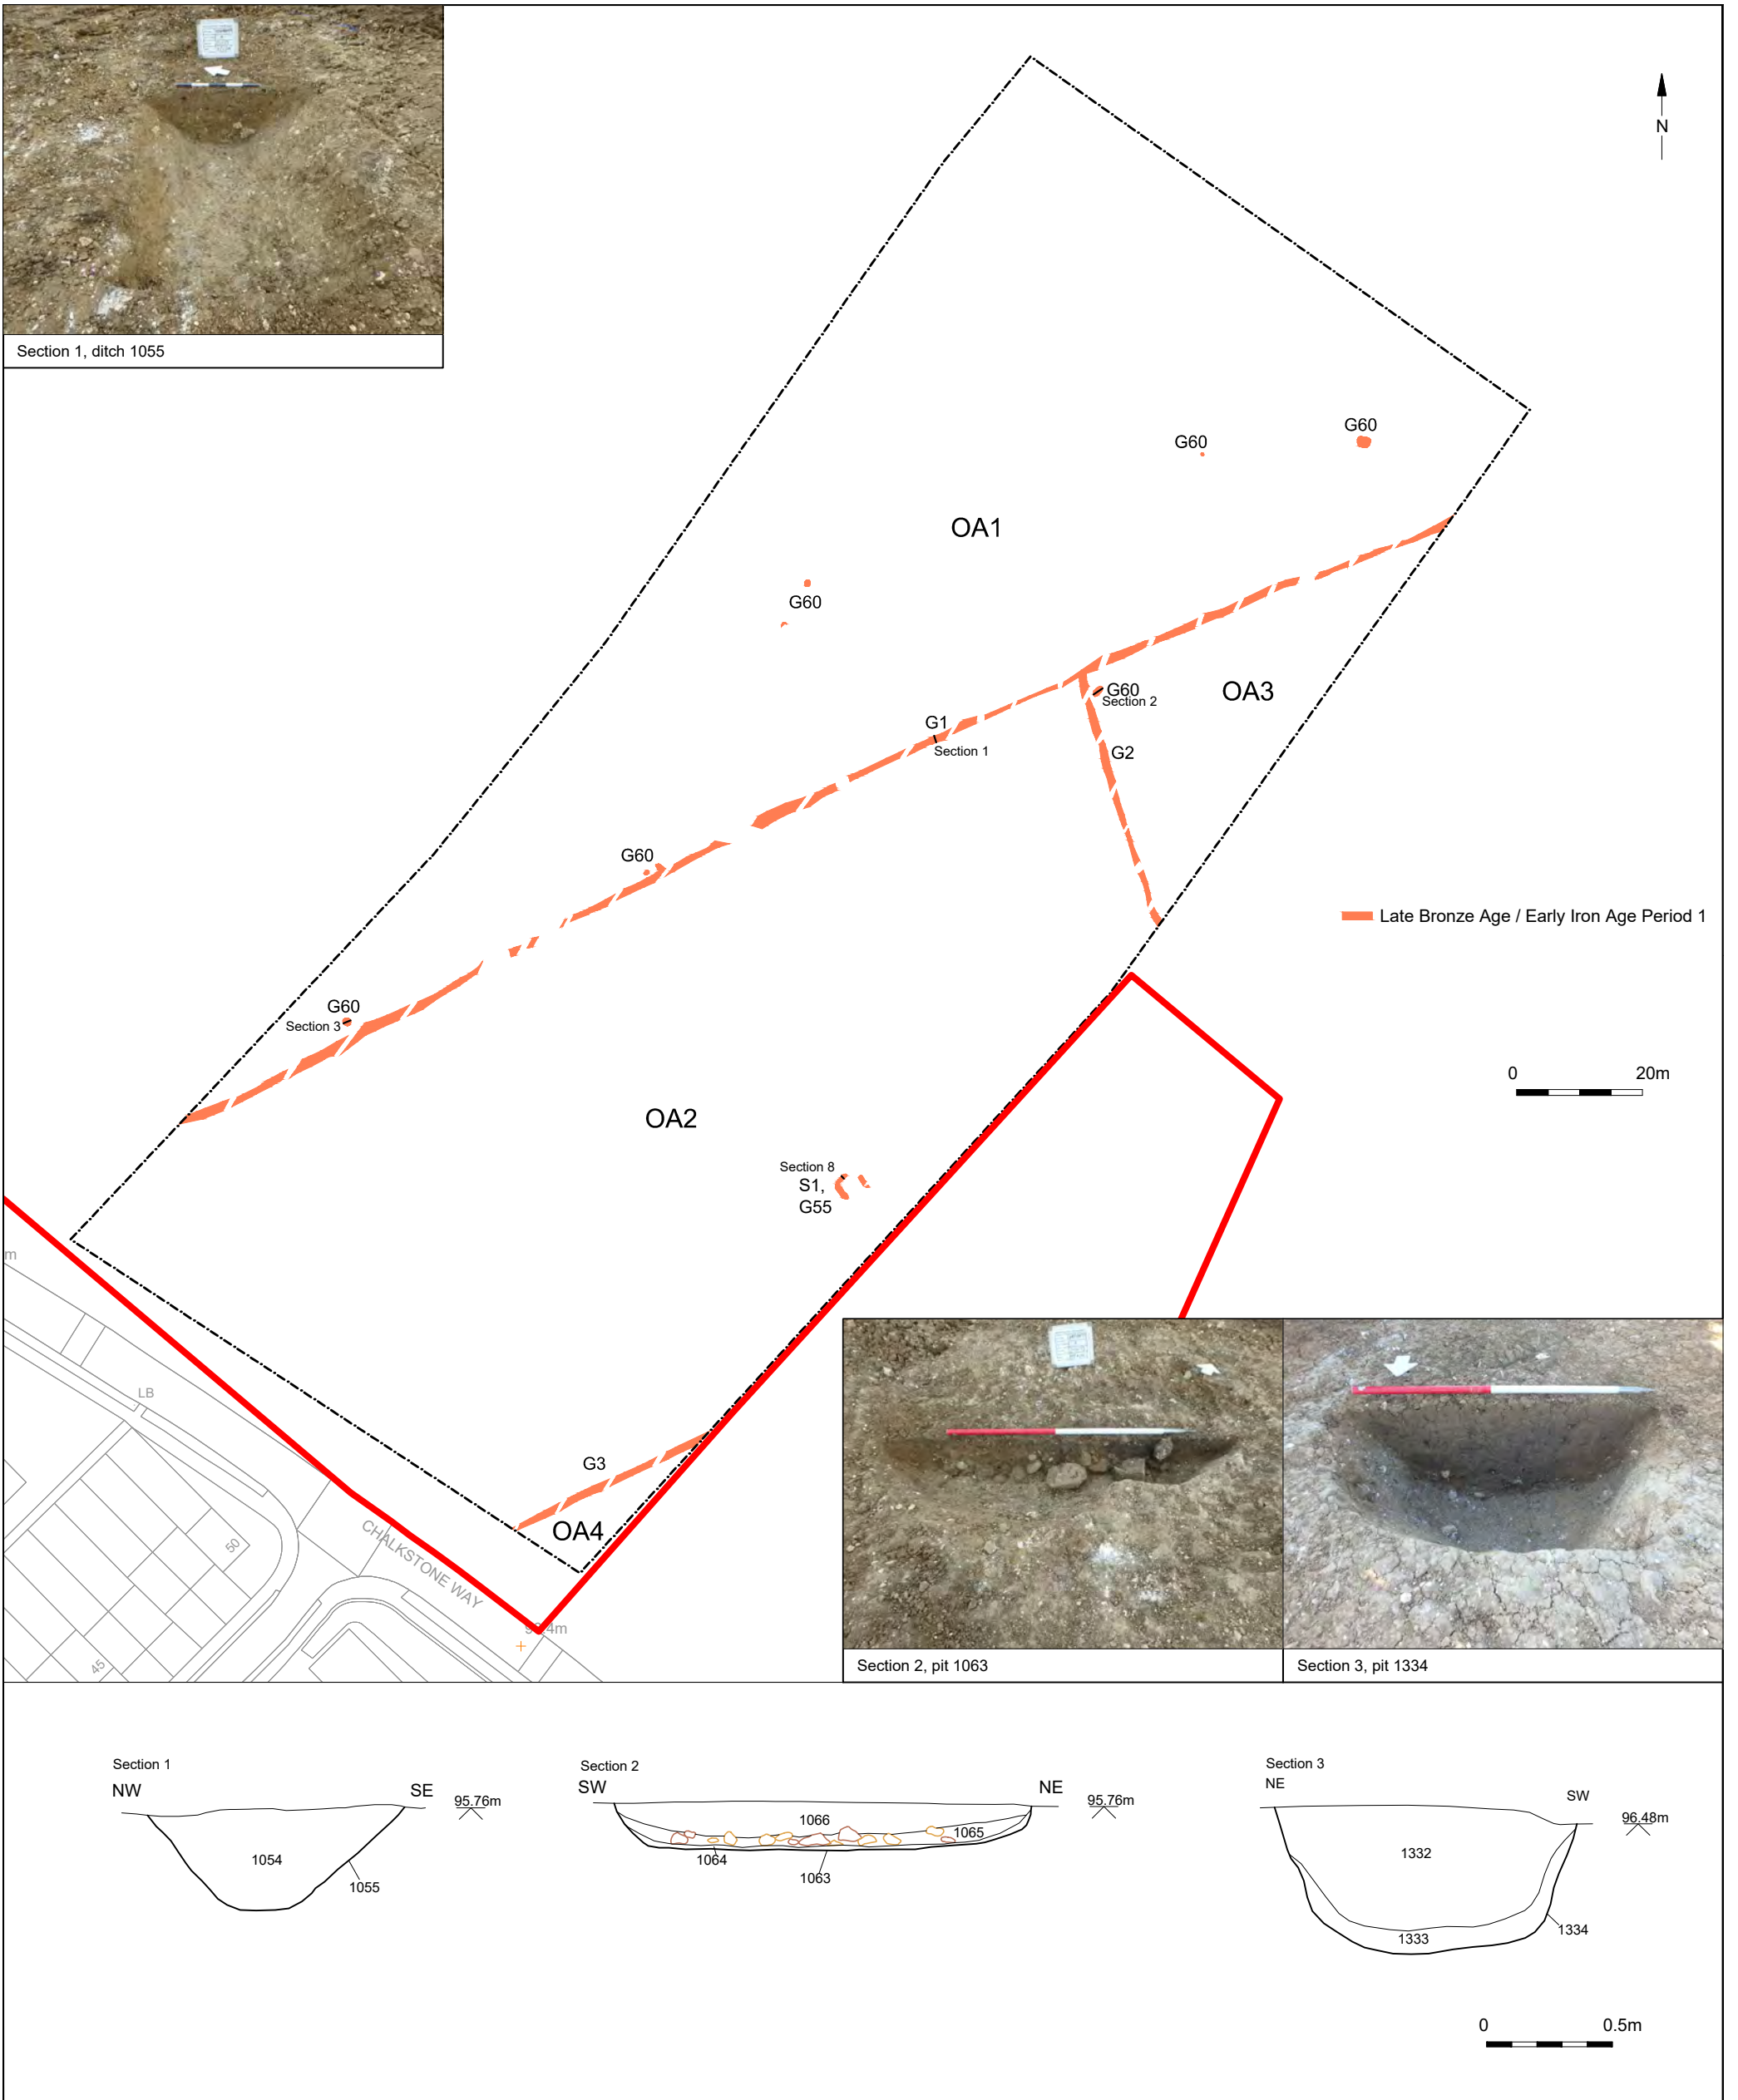 Section 1, ditch 1055
N
G60
G60
OA1
G60
G60
Section 2
OA3
G1
Section 1
G2
G60
Late Bronze Age / Early Iron Age Period 1
G60
Section 3
0 20m
OA2
Section 8
S1,
G55
m
LB
G3
OA4
50
CHALKSTONE WAY
45
Section 2, pit 1063
Section 3, pit 1334
Section 1
NW SE
95.76m
1054
1055
Section 2
SW NE
95.76m
1066
1065
1064
1063
Section 3
NE
SW
96.48m
1332
1334
1333
0 0.5m